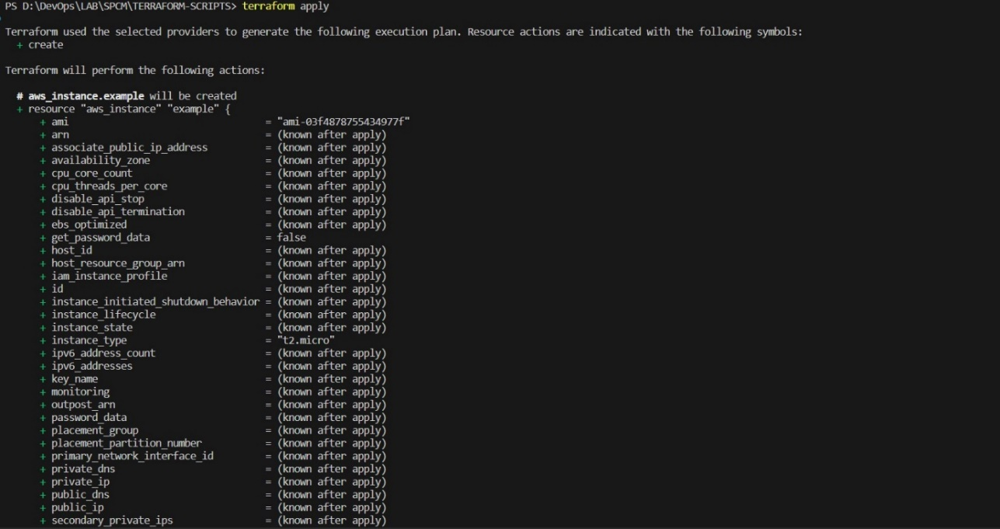 PS D:\DevOps\LAB\SPCM\TERRAFORM-SCRIPTS> terraform apply
Terraform used the selected providers to generate the following execution plan. Resource actions are indicated with the following symbols:
+ create
Terraform will perform the following actions:
# aws_instance.example will be created
+ resource "aws_instance" "example" {
+ ami = "ami-03f4878755434977f"
+ arn = (known after apply)
+ associate_public_ip_address = (known after apply)
+ availability_zone = (known after apply)
+ cpu_core_count = (known after apply)
+ cpu_threads_per_core = (known after apply)
+ disable_api_stop = (known after apply)
+ disable_api_termination = (known after apply)
+ ebs_optimized = (known after apply)
+ get_password_data = false
+ host_id = (known after apply)
+ host_resource_group_arn = (known after apply)
+ iam_instance_profile = (known after apply)
+ id = (known after apply)
+ instance_initiated_shutdown_behavior = (known after apply)
+ instance_lifecycle = (known after apply)
+ instance_state = (known after apply)
+ instance_type = "t2.micro"
+ ipv6_address_count = (known after apply)
+ ipv6_addresses = (known after apply)
+ key_name = (known after apply)
+ monitoring = (known after apply)
+ outpost_arn = (known after apply)
+ password_data = (known after apply)
+ placement_group = (known after apply)
+ placement_partition_number = (known after apply)
+ primary_network_interface_id = (known after apply)
+ private_dns = (known after apply)
+ private_ip = (known after apply)
+ public_dns = (known after apply)
+ public_ip = (known after apply)
+ secondary_private_ips = (known after apply)